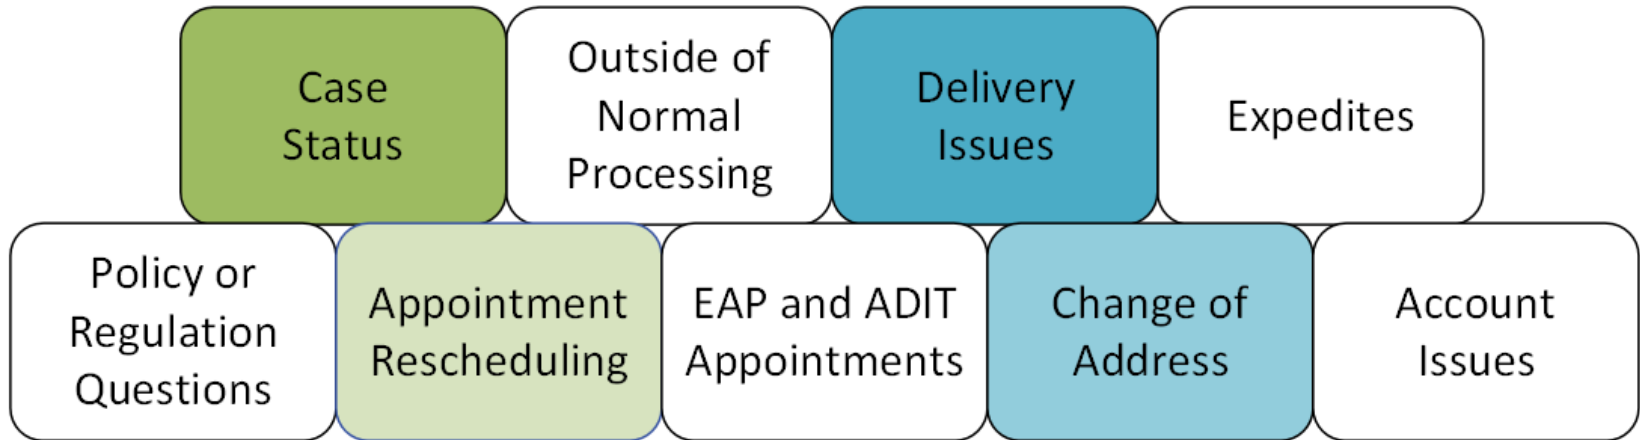 Case
Status
Outside of
Normal
Processing
Delivery
Issues
Expedites
Policy or
Regulation
Questions
Appointment
Rescheduling
EAP and ADIT
Appointments
Change of
Address
Account
Issues